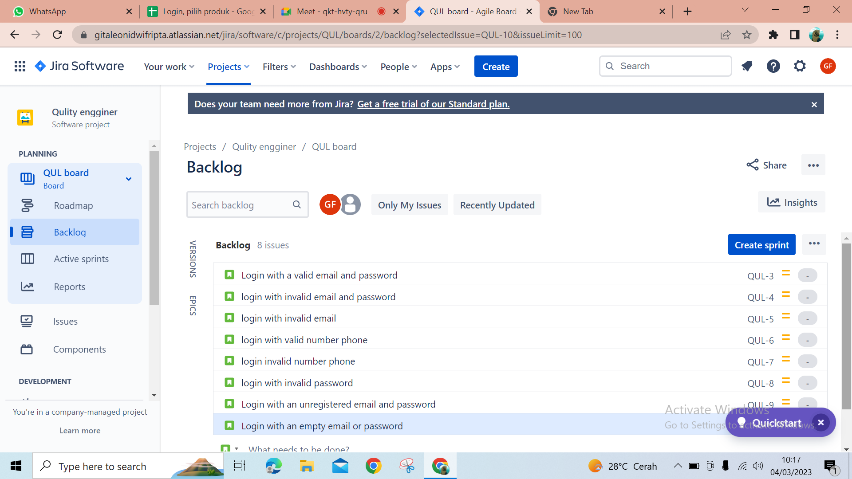 WhatsApp
Login, pilih produk - Goo
Meet - qkt-hvty-qru
QUL board - Agile Board
New Tab
gitaleonidwifripta.atlassian.net/jira/software/c/projects/QUL/boards/2/backlog?selectedIssue=QUL-10&issueLimit=100
Jira Software
Your work
Projects
Filters
Dashboards
People
Apps
Create
Search
GF
Qulity engginer
Software project
PLANNING
QUL board
Board
Roadmap
Backlog
Active sprints
Reports
Issues
Components
DEVELOPMENT
You're in a company-managed project
Learn more
Does your team need more from Jira? Get a free trial of our Standard plan.
Projects / Qulity engginer / QUL board
Backlog
Share
Search backlog
GF
Only My Issues
Recently Updated
Insights
VERSIONS
EPICS
Backlog 8 issues
Create sprint
Login with a valid email and password QUL-3 -
login with invalid email and password QUL-4 -
login with invalid email QUL-5 -
login with valid number phone QUL-6 -
login invalid number phone QUL-7 -
login with invalid password QUL-8 -
Login with an unregistered email and password QUL-9 -
Login with an empty email or password
What needs to be done?
Activate Windows
Go to Settings to
Quickstart
Type here to search
28°C Cerah
10:17
04/03/2023
1